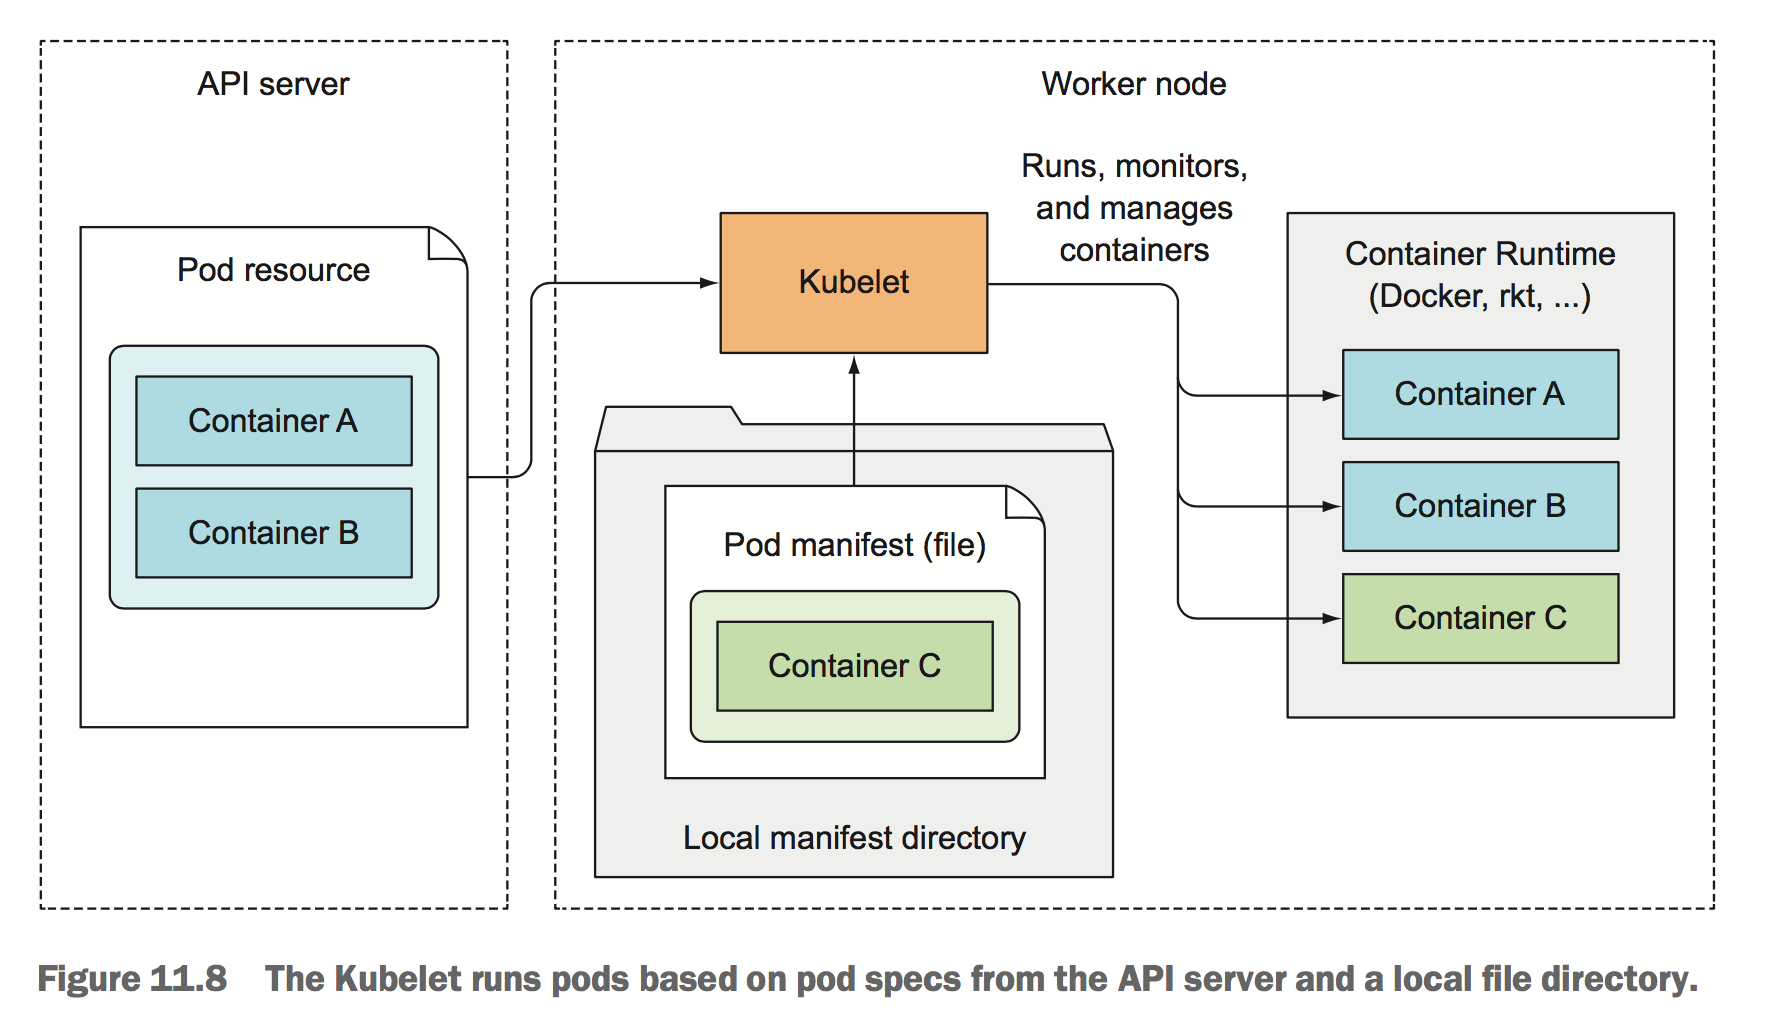 API server
Pod resource
Container A
Container B
Worker node
Kubelet
Runs, monitors,
and manages
containers
Pod manifest (file)
Container C
Local manifest directory
Container Runtime
(Docker, rkt, ...)
Container A
Container B
Container C
Figure 11.8 The Kubelet runs pods based on pod specs from the API server and a local file directory.